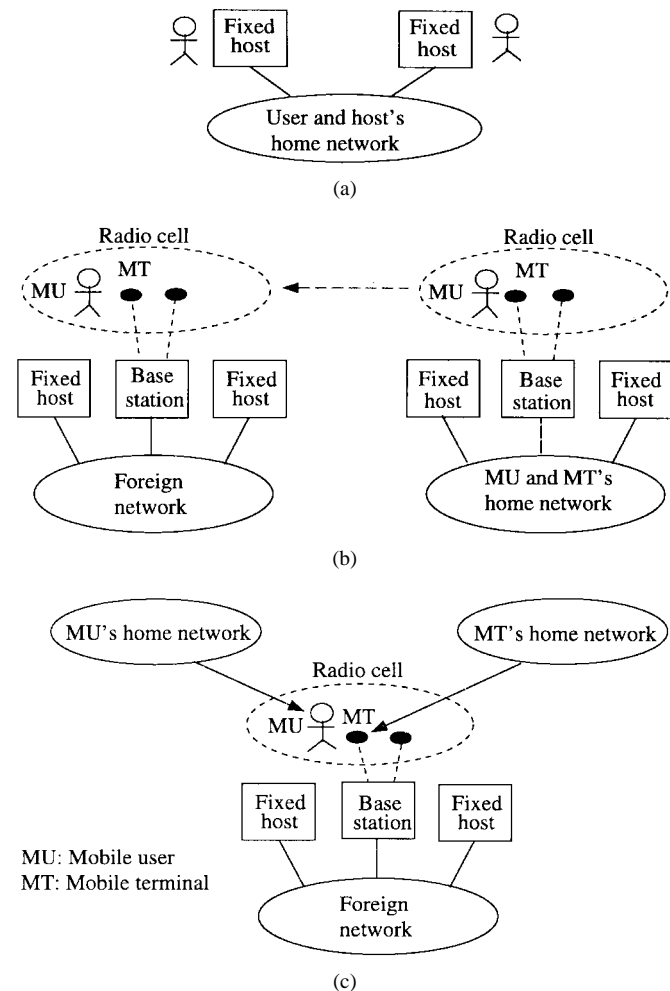 Fixed
host
Fixed
host
User and host's
home network
(a)
Radio cell
MT
MU
Radio cell
MT
MU
Fixed
host
Base
station
Fixed
host
Fixed
host
Base
station
Fixed
host
Foreign
network
MU and MT's
home network
(b)
MU's home network
MT's home network
Radio cell
MU
MT
Fixed
host
Base
station
Fixed
host
MU: Mobile user
MT: Mobile terminal
Foreign
network
(c)